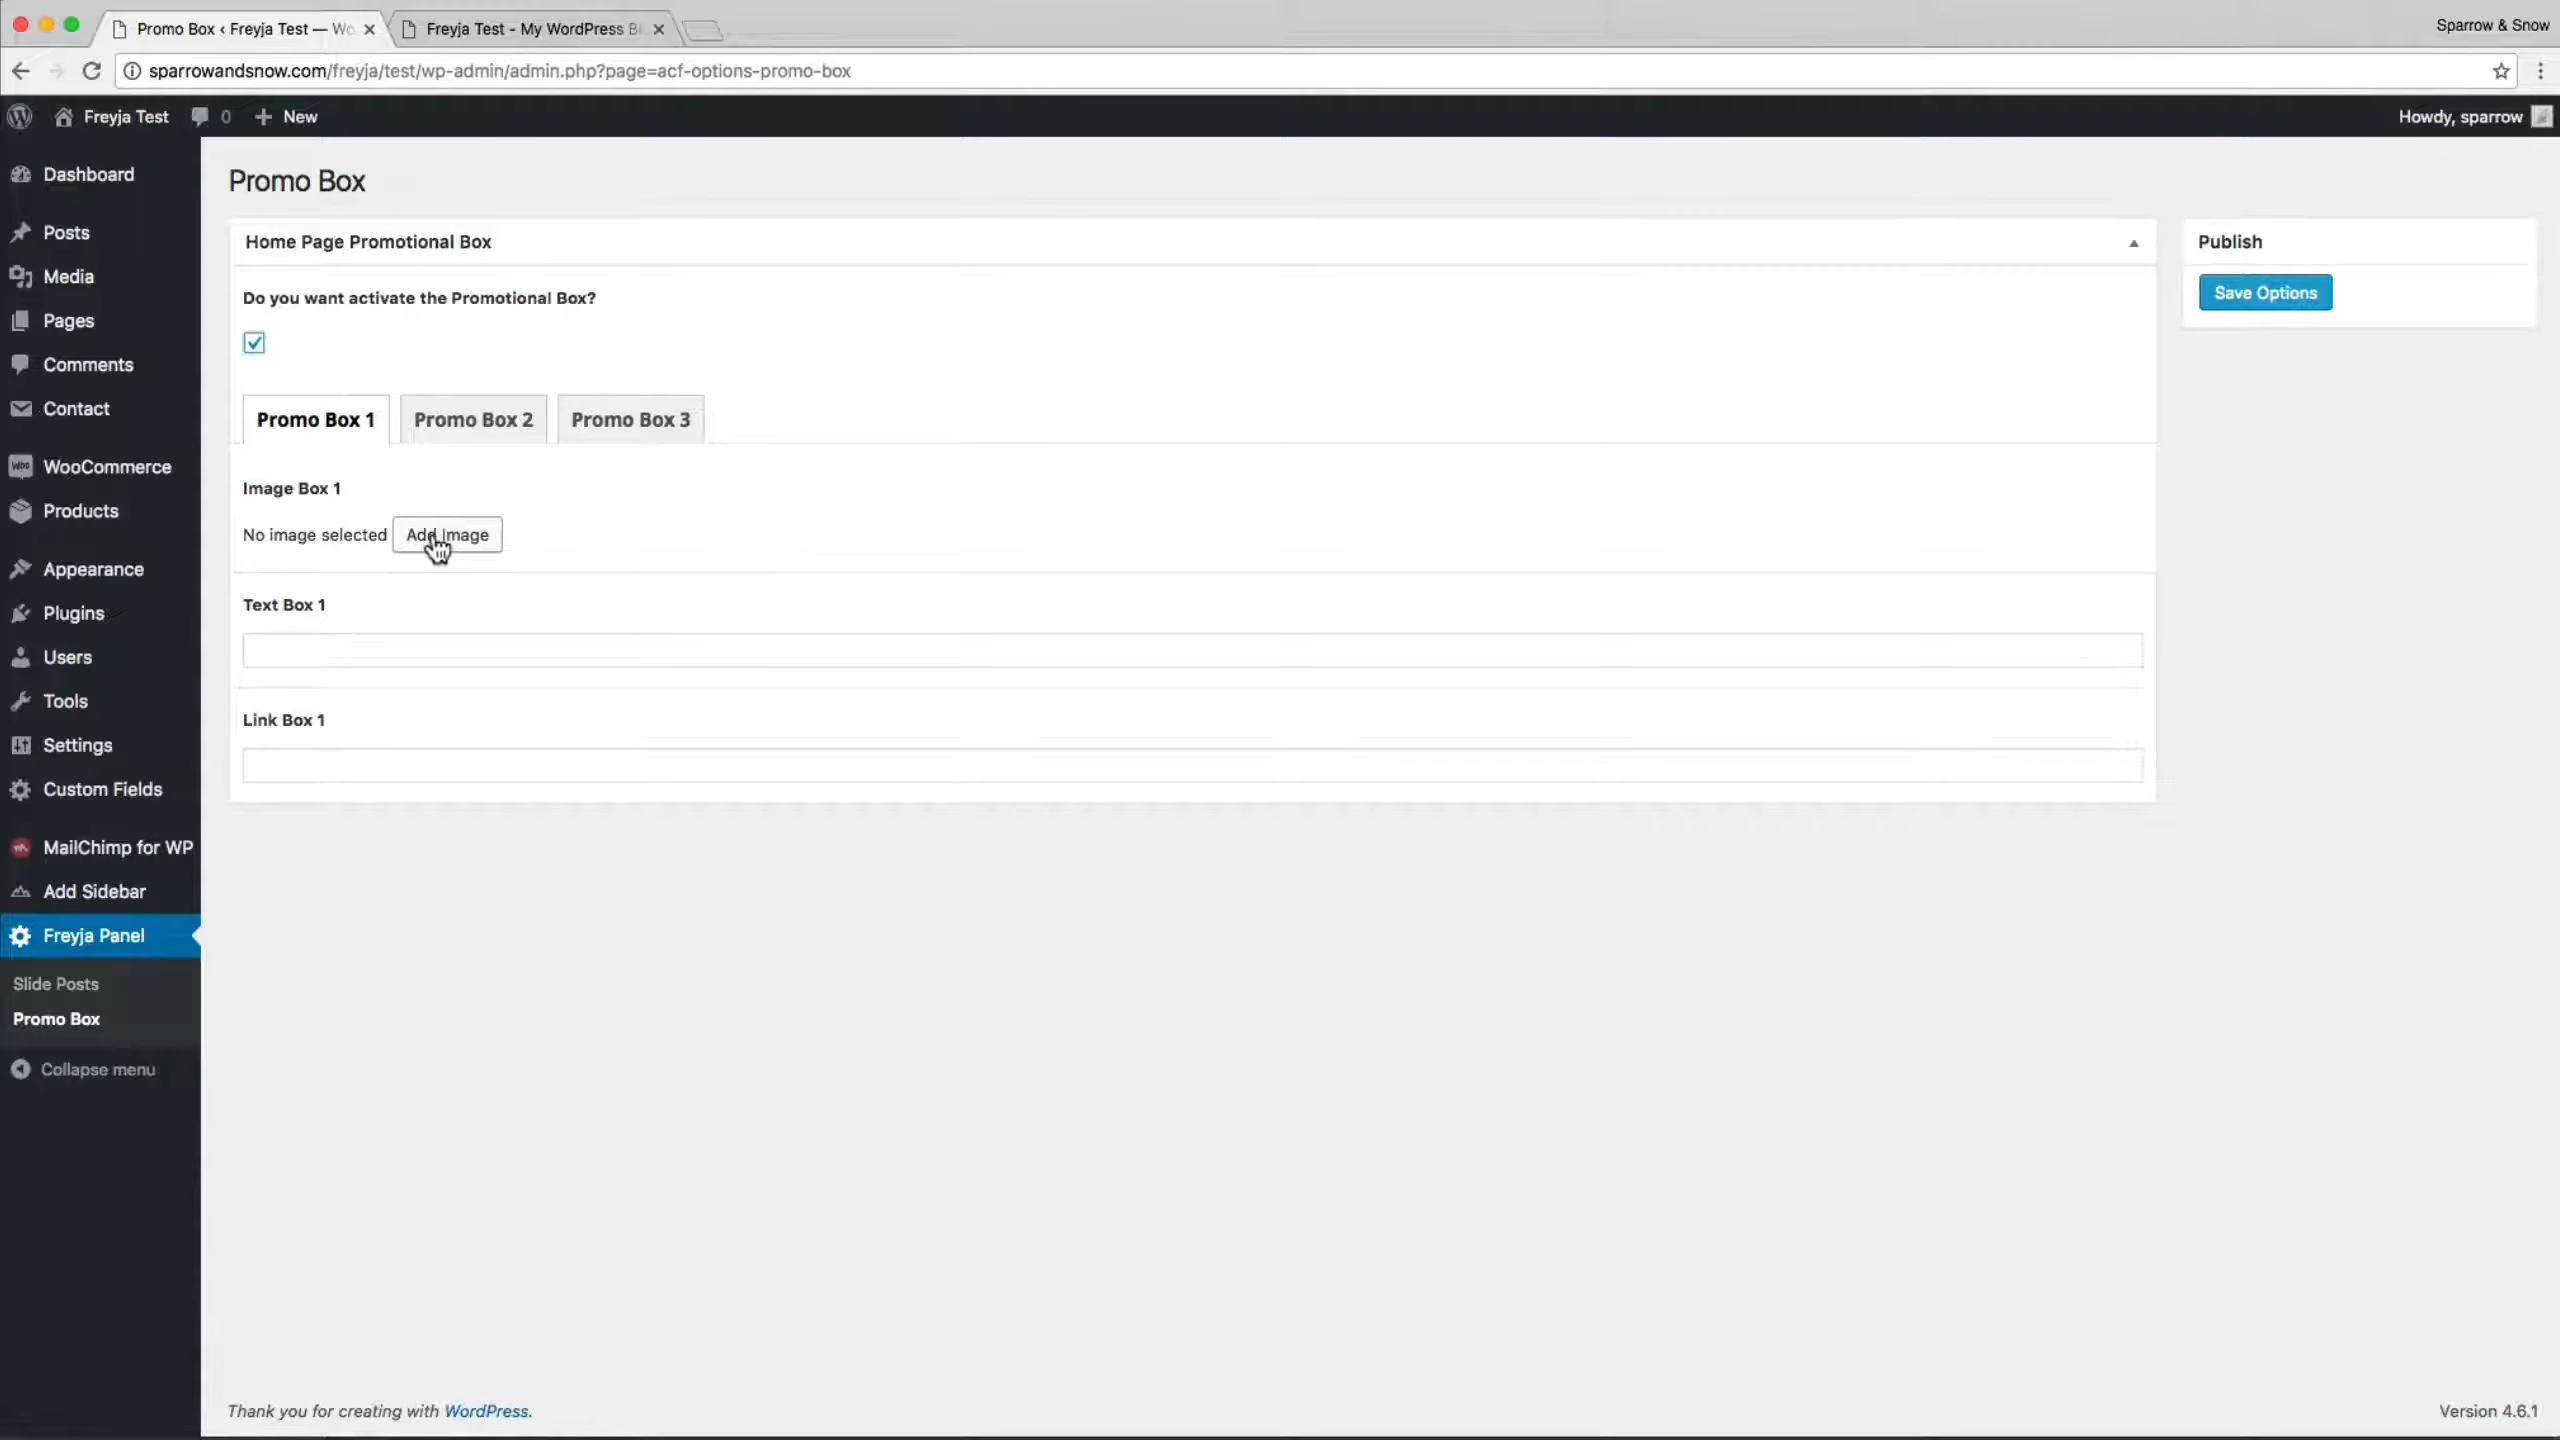 Promo Box ‹ Freyja Test — Wo
Freyja Test - My WordPress Bl
Sparrow & Snow
sparrowandsnow.com/freyja/test/wp-admin/admin.php?page=acf-options-promo-box
Freyja Test
0
New
Howdy, sparrow
Dashboard
Posts
Media
Pages
Comments
Contact
Woo
WooCommerce
Products
Appearance
Plugins
Users
Tools
Settings
Custom Fields
MailChimp for WP
Add Sidebar
Freyja Panel
Slide Posts
Promo Box
Collapse menu
Promo Box
Home Page Promotional Box
Do you want activate the Promotional Box?
Promo Box 1
Promo Box 2
Promo Box 3
Image Box 1
No image selected
Add Image
Text Box 1
Link Box 1
Publish
Save Options
Thank you for creating with WordPress.
Version 4.6.1